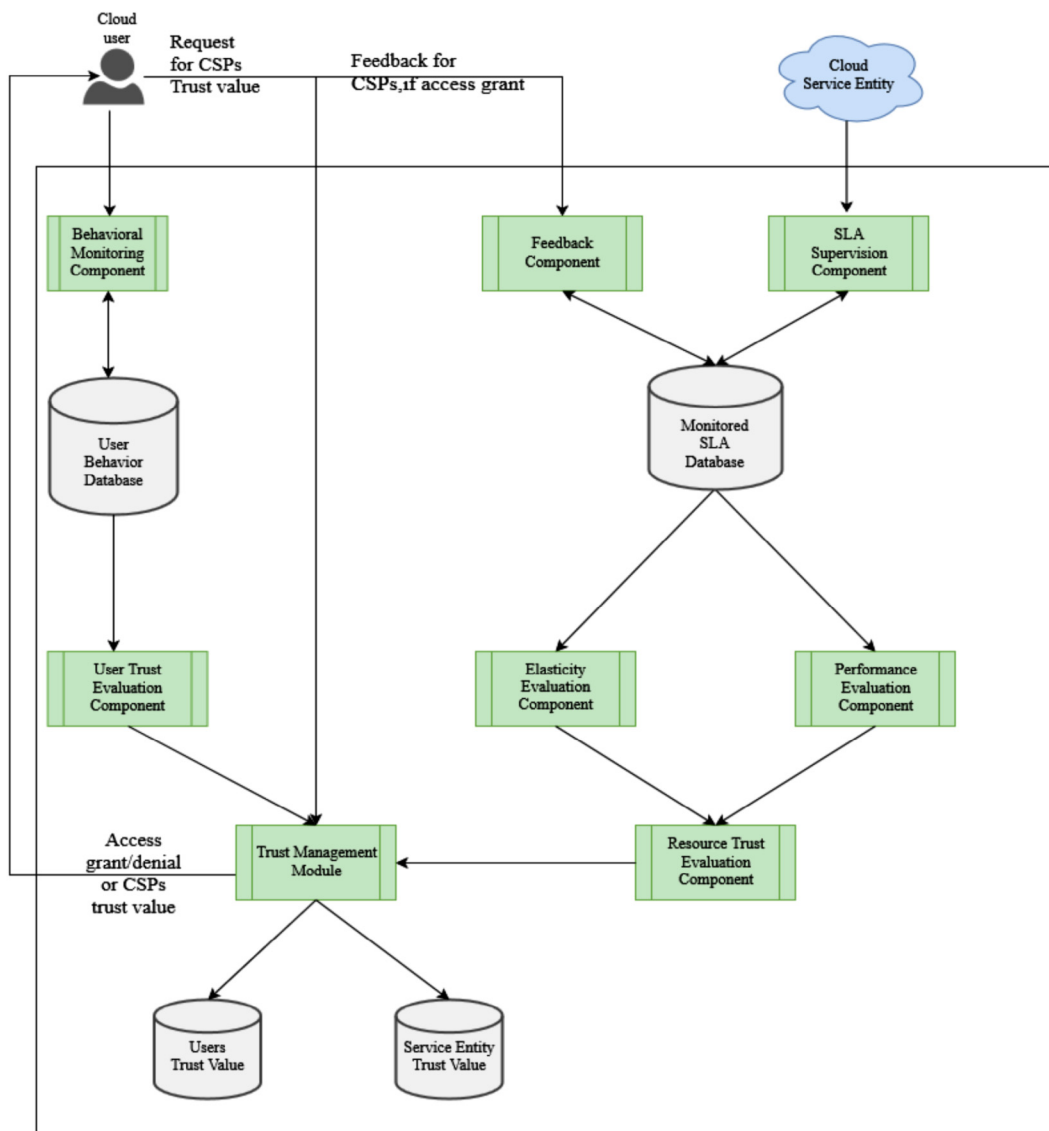 Cloud
user
Request
for CSPs
Trust value
Feedback for
CSPs,if access grant
Cloud
Service Entity
Behavioral
Monitoring
Component
Feedback
Component
SLA
Supervision
Component
User
Behavior
Database
Monitored
SLA
Database
User Trust
Evaluation
Component
Elasticity
Evaluation
Component
Performance
Evaluation
Component
Access
grant/denial
or CSPs
trust value
Trust Management
Module
Resource Trust
Evaluation
Component
Users
Trust Value
Service Entity
Trust Value